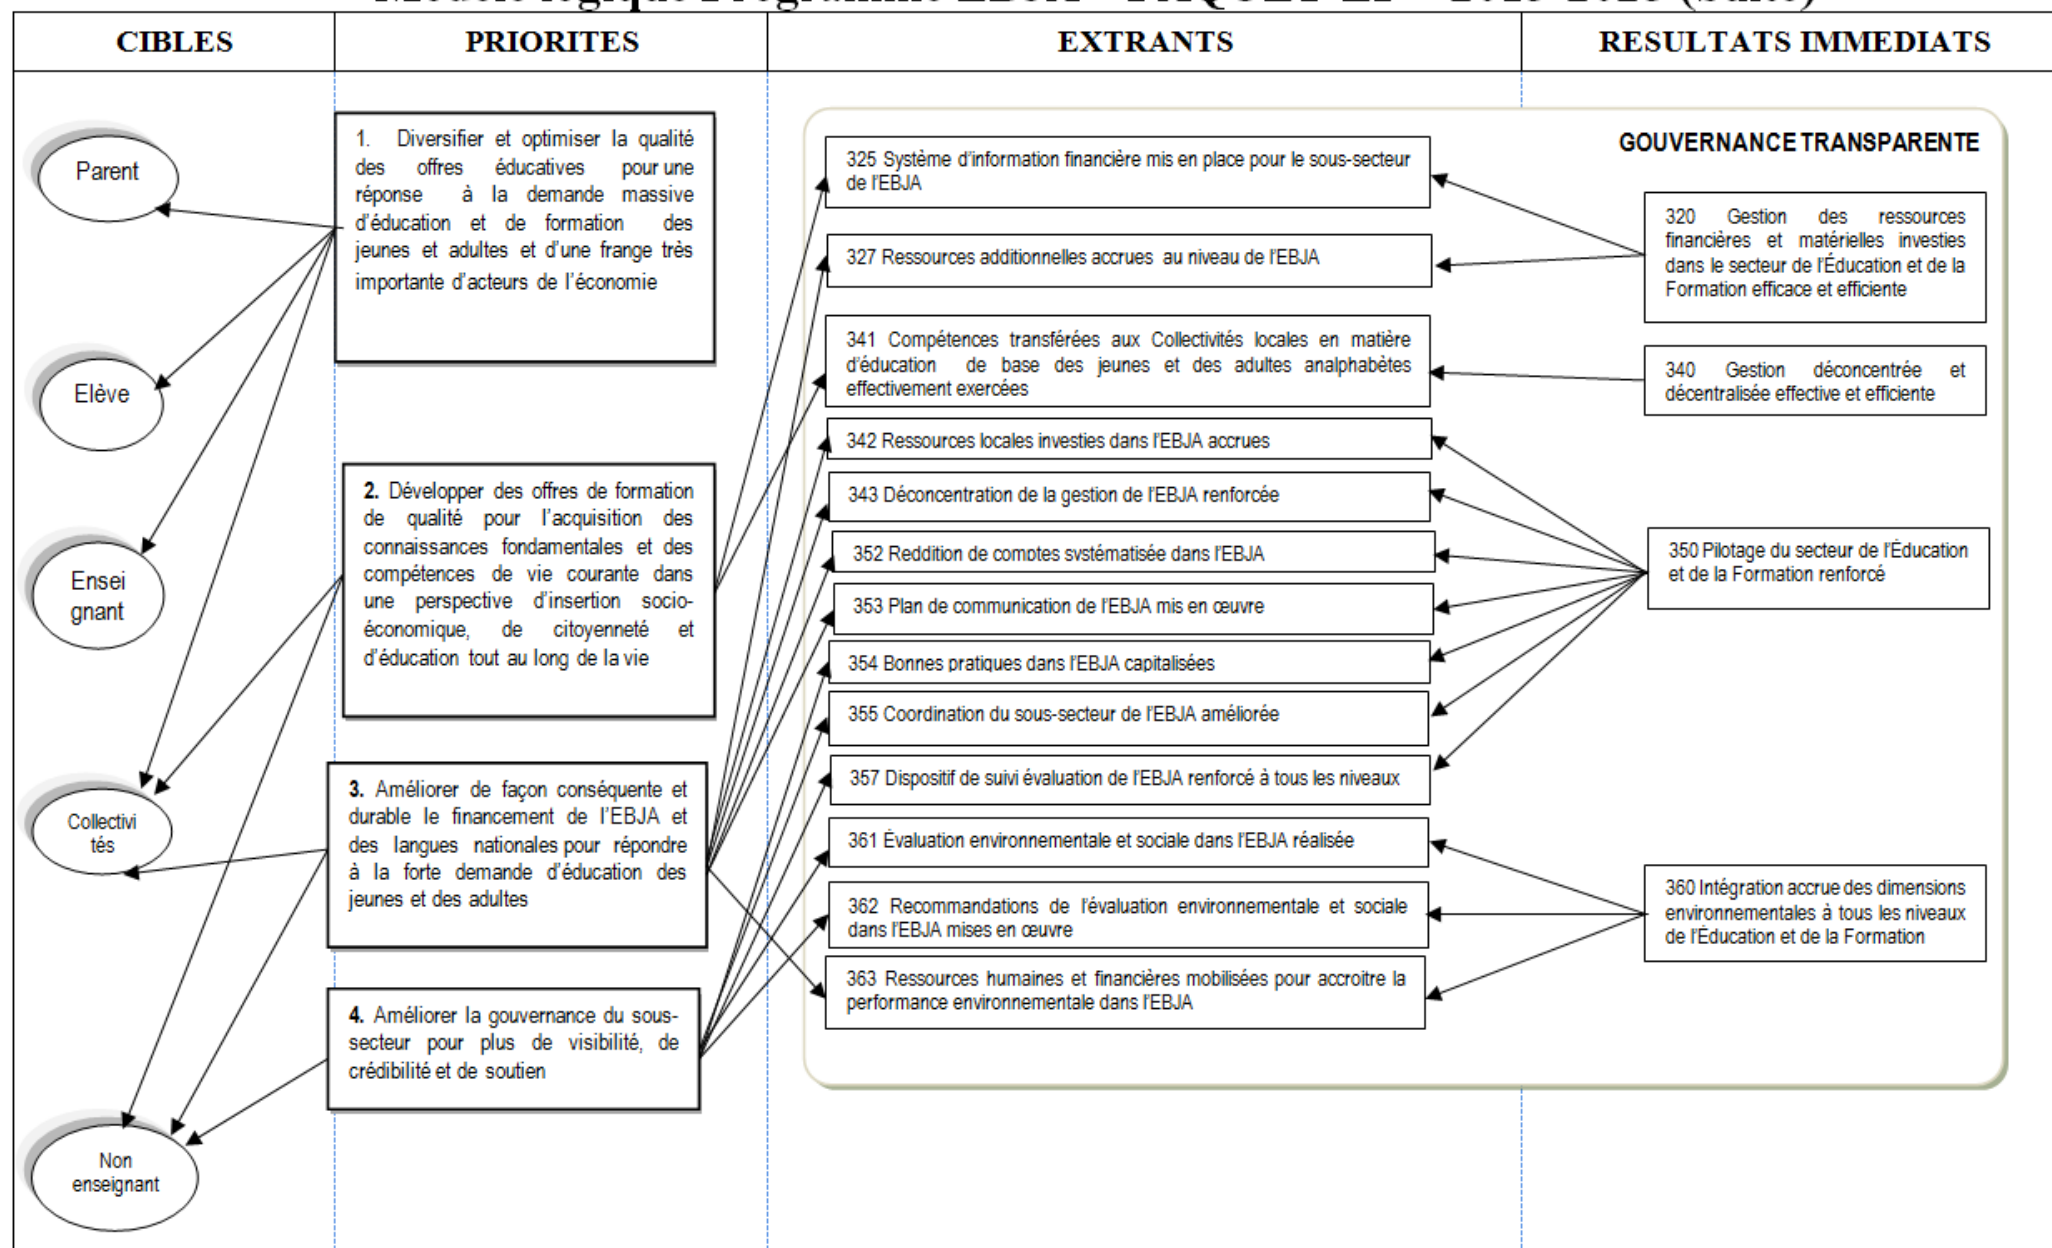 CIBLES
PRIORITES
EXTRANTS
RESULTATS IMMEDIATS
Parent
Elève
Ensei
gnant
Collectivi
tés
Non
enseignant
1. Diversifier et optimiser la qualité
des offres éducatives pour une
réponse à la demande massive
d'éducation et de formation des
jeunes et adultes et d'une frange très
importante d'acteurs de l'économie
2. Développer des offres de formation
de qualité pour l'acquisition des
connaissances fondamentales et des
compétences de vie courante dans
une perspective d'insertion socio-
économique, de citoyenneté et
d'éducation tout au long de la vie
3. Améliorer de façon conséquente et
durable le financement de l'EBJA et
des langues nationales pour répondre
à la forte demande d'éducation des
jeunes et des adultes
4. Améliorer la gouvernance du sous-
secteur pour plus de visibilité, de
crédibilité et de soutien
325 Système d'information financière mis en place pour le sous-secteur
de l'EBJA
327 Ressources additionnelles accrues au niveau de l'EBJA
341 Compétences transférées aux Collectivités locales en matière
d'éducation de base des jeunes et des adultes analphabètes
effectivement exercées
342 Ressources locales investies dans l'EBJA accrues
343 Déconcentration de la gestion de l'EBJA renforcée
352 Reddition de comptes systématisée dans l'EBJA
353 Plan de communication de l'EBJA mis en œuvre
354 Bonnes pratiques dans l'EBJA capitalisées
355 Coordination du sous-secteur de l'EBJA améliorée
357 Dispositif de suivi évaluation de l'EBJA renforcé à tous les niveaux
361 Évaluation environnementale et sociale dans l'EBJA réalisée
362 Recommandations de l'évaluation environnementale et sociale
dans l'EBJA mises en œuvre
363 Ressources humaines et financières mobilisées pour accroitre la
performance environnementale dans l'EBJA
GOUVERNANCE TRANSPARENTE
320 Gestion des ressources
financières et matérielles investies
dans le secteur de l'Éducation et de la
Formation efficace et efficiente
340 Gestion déconcentrée et
décentralisée effective et efficiente
350 Pilotage du secteur de l'Éducation
et de la Formation renforcé
360 Intégration accrue des dimensions
environnementales à tous les niveaux
de l'Éducation et de la Formation